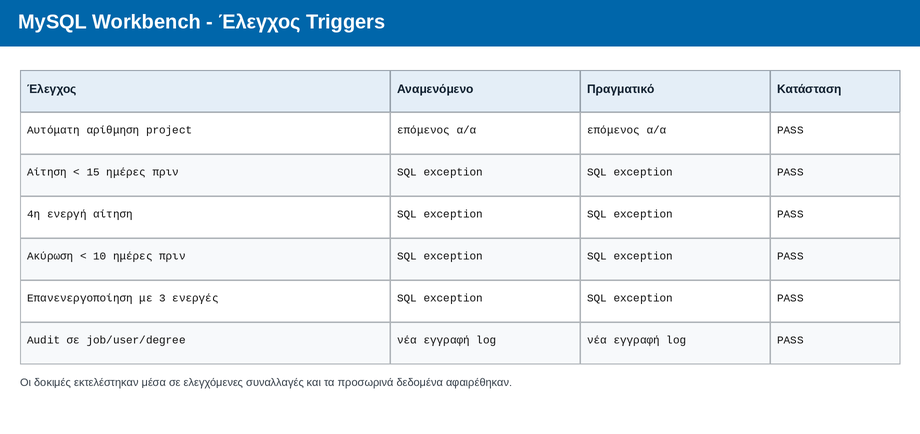 MySQL Workbench - Έλεγχος Triggers
Έλεγχος Αναμενόμενο Πραγματικό Κατάσταση
Αυτόματη αρίθμηση project επόμενος α/α επόμενος α/α PASS
Αίτηση < 15 ημέρες πριν SQL exception SQL exception PASS
4η ενεργή αίτηση SQL exception SQL exception PASS
Ακύρωση < 10 ημέρες πριν SQL exception SQL exception PASS
Επανενεργοποίηση με 3 ενεργές SQL exception SQL exception PASS
Audit σε job/user/degree νέα εγγραφή log νέα εγγραφή log PASS
Οι δοκιμές εκτελέστηκαν μέσα σε ελεγχόμενες συναλλαγές και τα προσωρινά δεδομένα αφαιρέθηκαν.